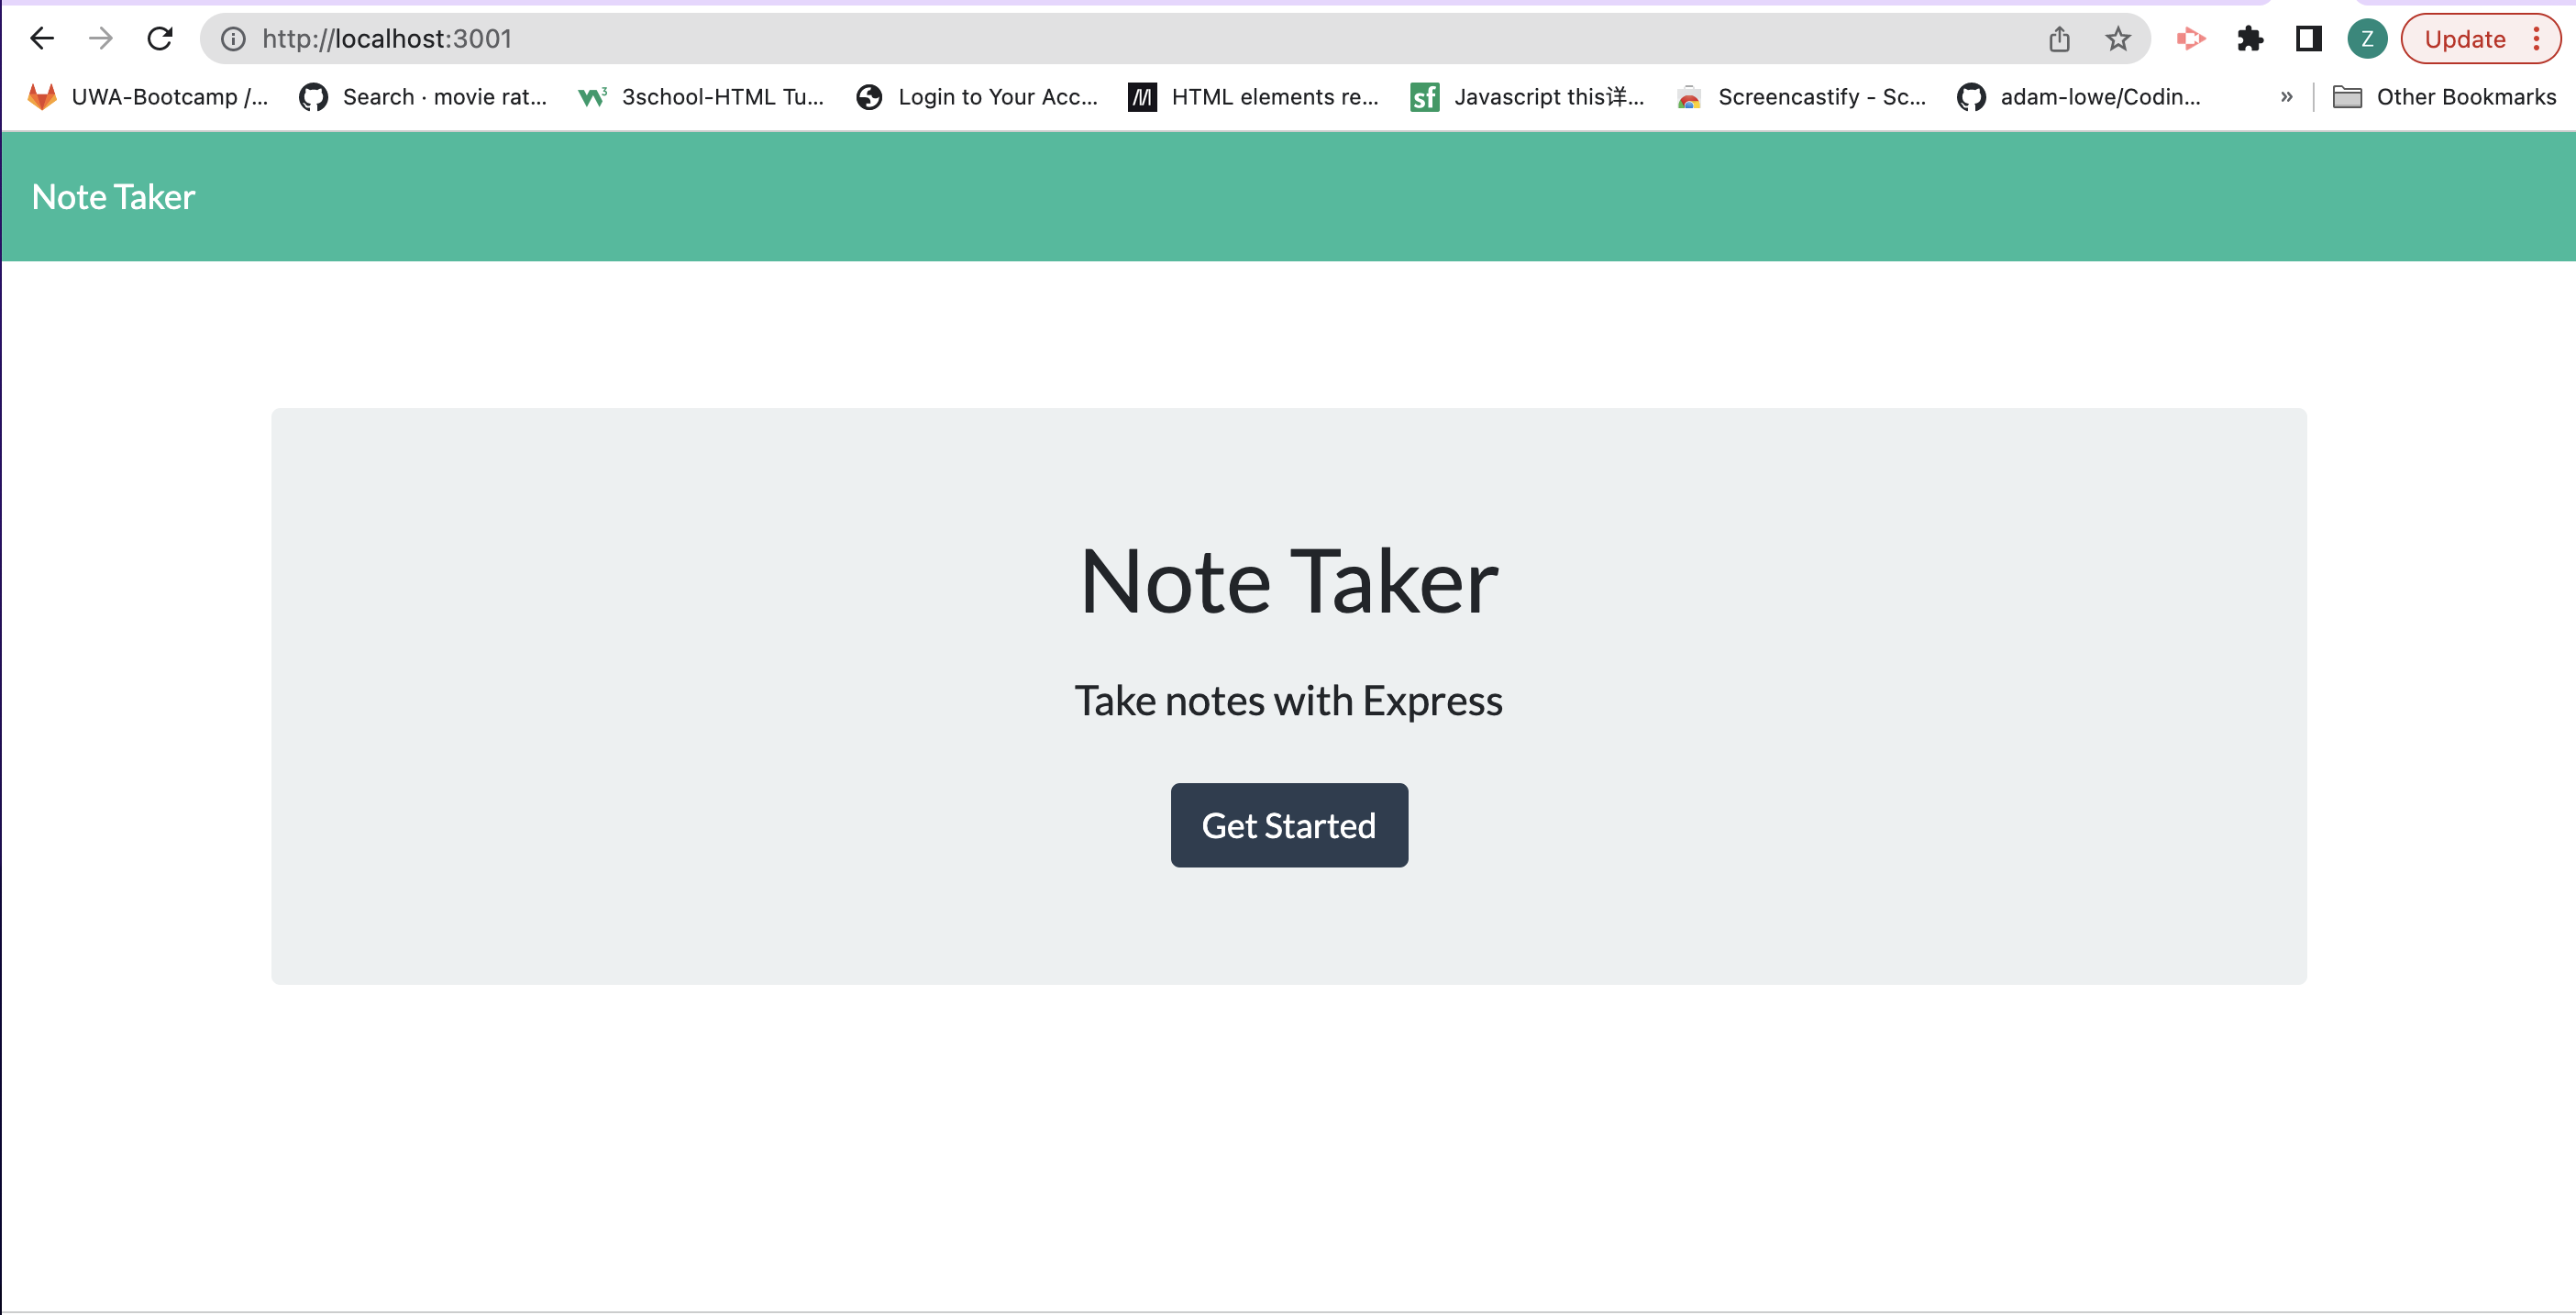 http://localhost:3001
Z
Update
UWA-Bootcamp /...
Search · movie rat...
3school-HTML Tu...
Login to Your Acc...
HTML elements re...
sf
Javascript this详...
Screencastify - Sc...
adam-lowe/Codin...
»
Other Bookmarks
Note Taker
Note Taker
Take notes with Express
Get Started